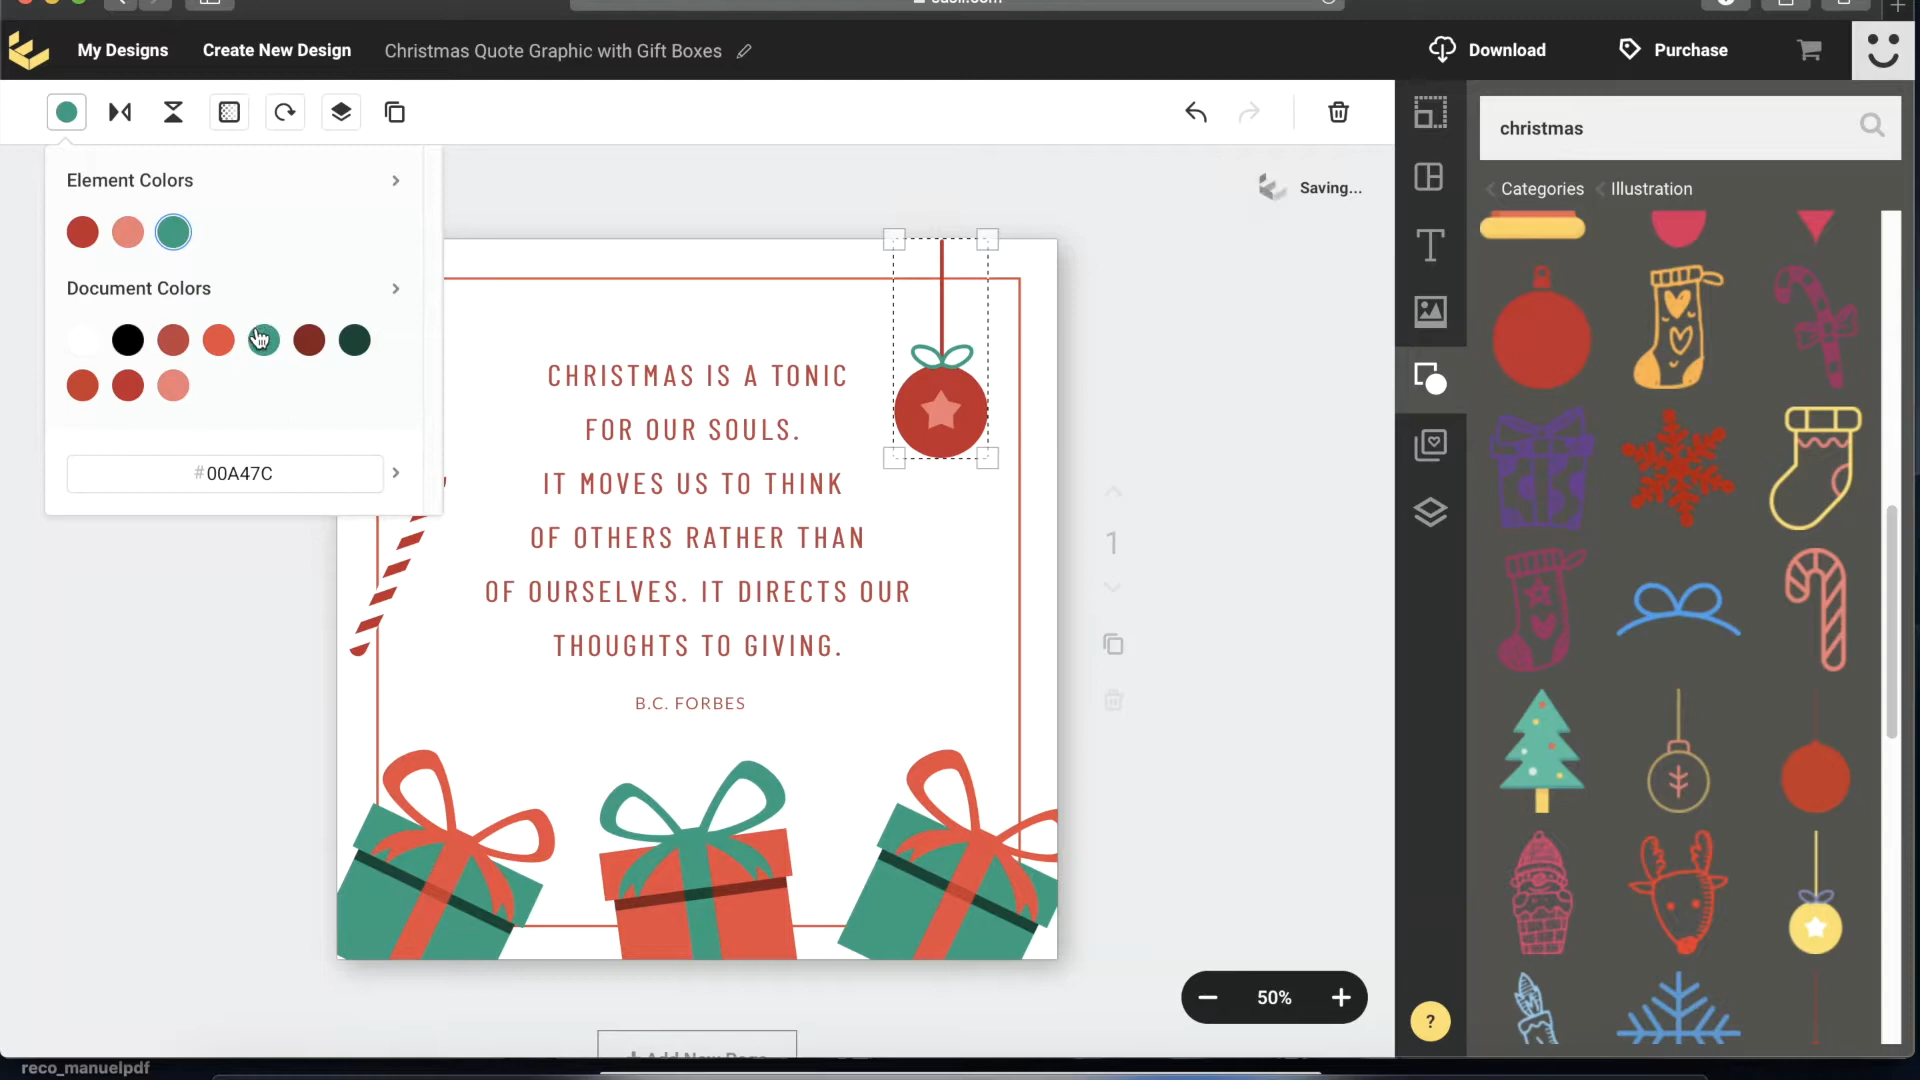 My Designs
Create New Design
Christmas Quote Graphic with Gift Boxes
Download
Purchase
christmas
Categories
Illustration
Saving...
Element Colors
Document Colors
#00A47C
CHRISTMAS IS A TONIC
FOR OUR SOULS.
IT MOVES US TO THINK
OF OTHERS RATHER THAN
OF OURSELVES. IT DIRECTS OUR
THOUGHTS TO GIVING.
B.C. FORBES
1
50%
?
reco_manuelpdf